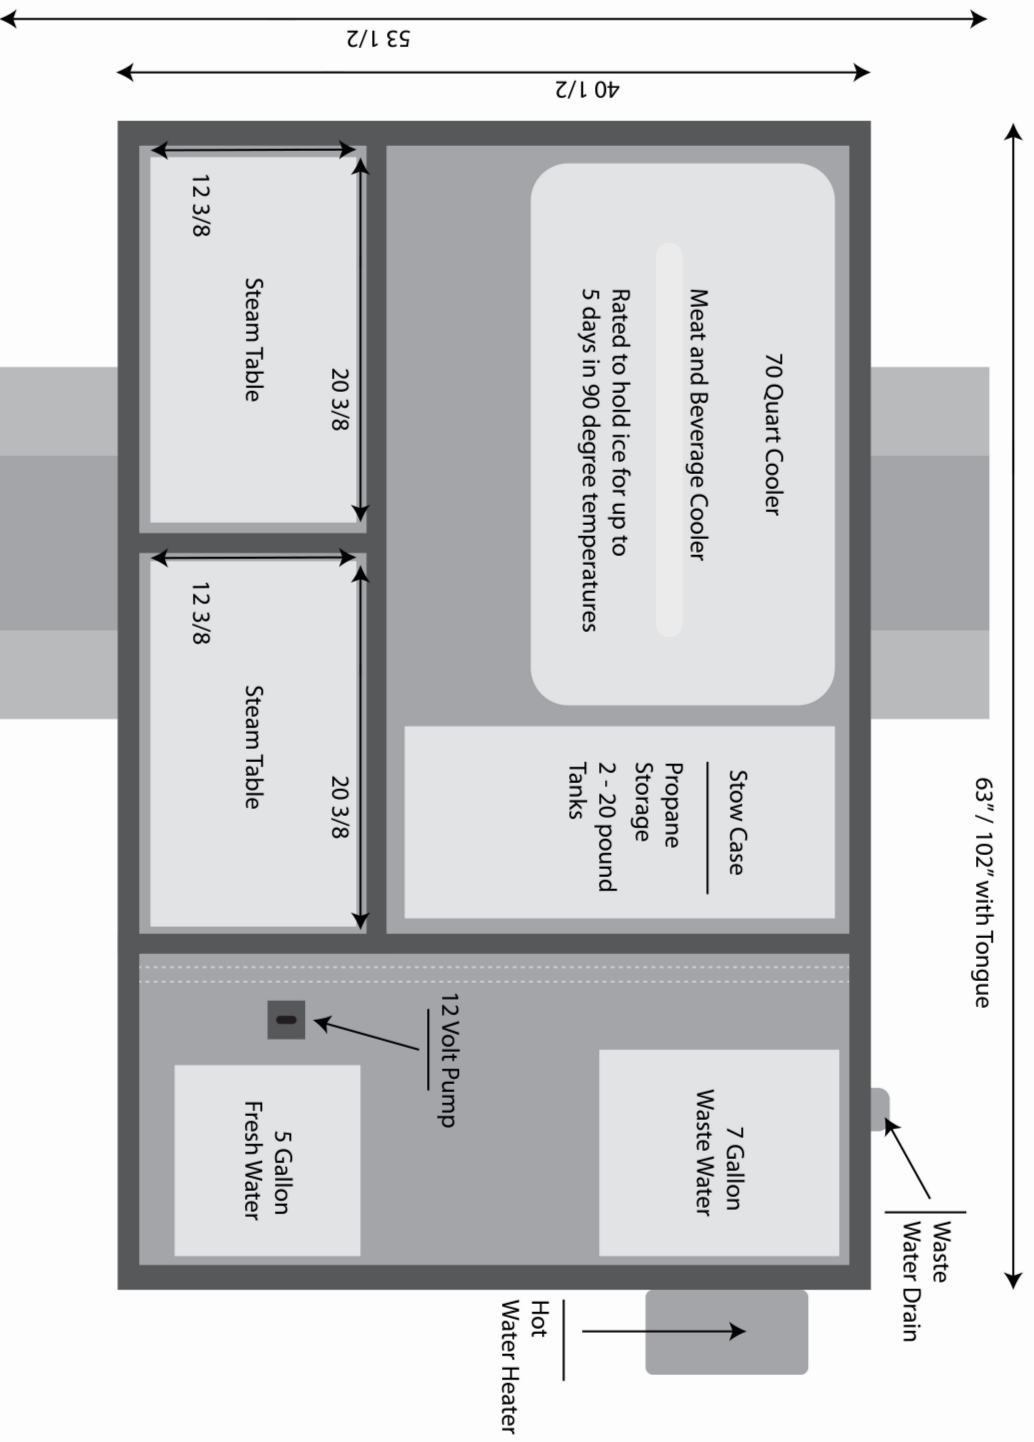 53 1/2
40 1/2
63" / 102" with Tongue
70 Quart Cooler
Meat and Beverage Cooler
Rated to hold ice for up to
5 days in 90 degree temperatures
12 3/8
20 3/8
Steam Table
12 3/8
20 3/8
Steam Table
Stow Case
Propane
Storage
2 - 20 pound
Tanks
12 Volt Pump
5 Gallon
Fresh Water
7 Gallon
Waste Water
Waste
Water Drain
Hot
Water Heater